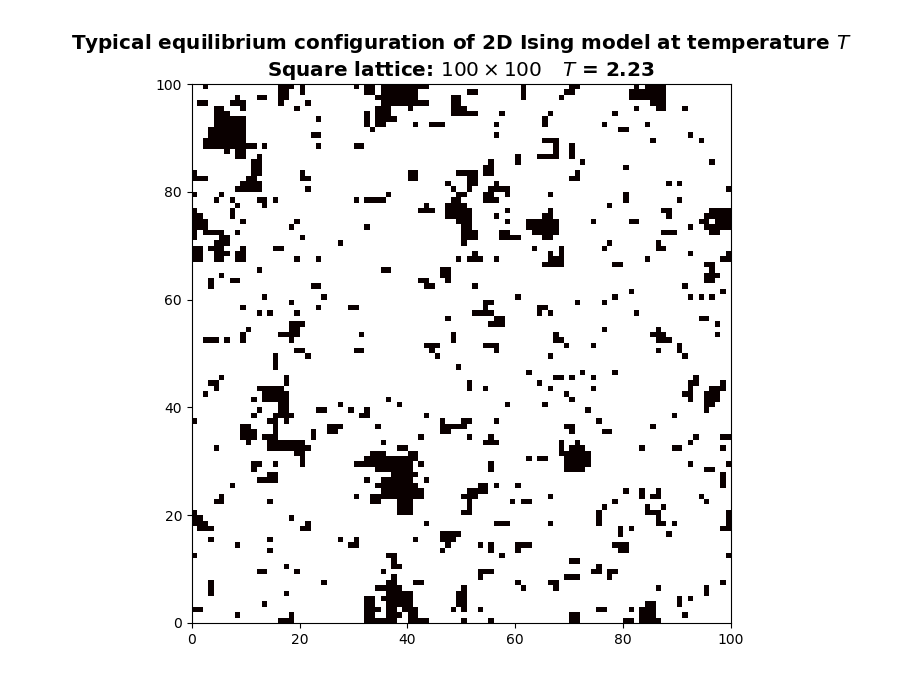 Typical equilibrium configuration of 2D Ising model at temperature T
Square lattice: 100 × 100 T = 2.23
100
80
60
40
20
0
0 20 40 60 80 100